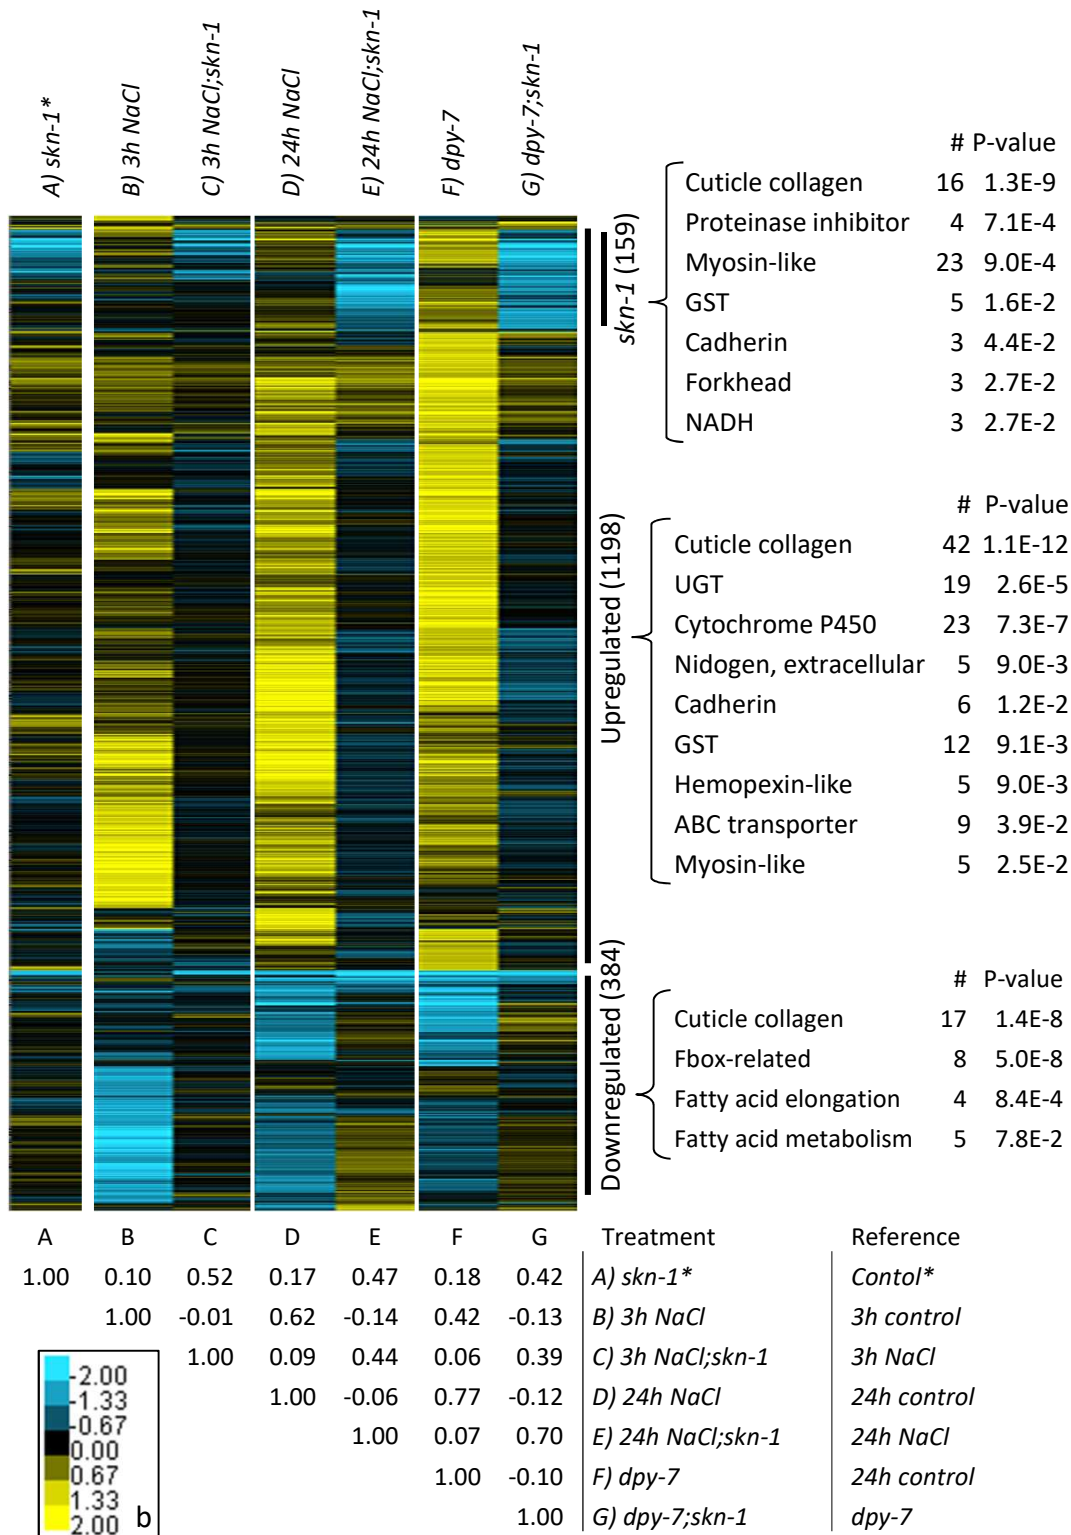 A) skn-1*
B) 3h NaCl
C) 3h NaCl;skn-1
D) 24h NaCl
E) 24h NaCl;skn-1
F) dpy-7
G) dpy-7;skn-1
skn-1 (159)
# P-value
Cuticle collagen 16 1.3E-9
Proteinase inhibitor 4 7.1E-4
Myosin-like 23 9.0E-4
GST 5 1.6E-2
Cadherin 3 4.4E-2
Forkhead 3 2.7E-2
NADH 3 2.7E-2
Upregulated (1198)
# P-value
Cuticle collagen 42 1.1E-12
UGT 19 2.6E-5
Cytochrome P450 23 7.3E-7
Nidogen, extracellular 5 9.0E-3
Cadherin 6 1.2E-2
GST 12 9.1E-3
Hemopexin-like 5 9.0E-3
ABC transporter 9 3.9E-2
Myosin-like 5 2.5E-2
Downregulated (384)
# P-value
Cuticle collagen 17 1.4E-8
Fbox-related 8 5.0E-8
Fatty acid elongation 4 8.4E-4
Fatty acid metabolism 5 7.8E-2
A B C D E F G Treatment Reference
1.00 0.10 0.52 0.17 0.47 0.18 0.42 A) skn-1* Contol*
1.00 -0.01 0.62 -0.14 0.42 -0.13 B) 3h NaCl 3h control
1.00 0.09 0.44 0.06 0.39 C) 3h NaCl;skn-1 3h NaCl
1.00 -0.06 0.77 -0.12 D) 24h NaCl 24h control
1.00 0.07 0.70 E) 24h NaCl;skn-1 24h NaCl
1.00 -0.10 F) dpy-7 24h control
1.00 G) dpy-7;skn-1 dpy-7
-2.00
-1.33
-0.67
0.00
0.67
1.33
2.00
b